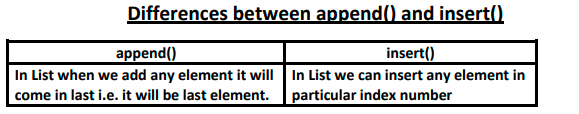 Differences between append() and insert()
append()
insert()
In List when we add any element it will
come in last i.e. it will be last element.
In List we can insert any element in
particular index number